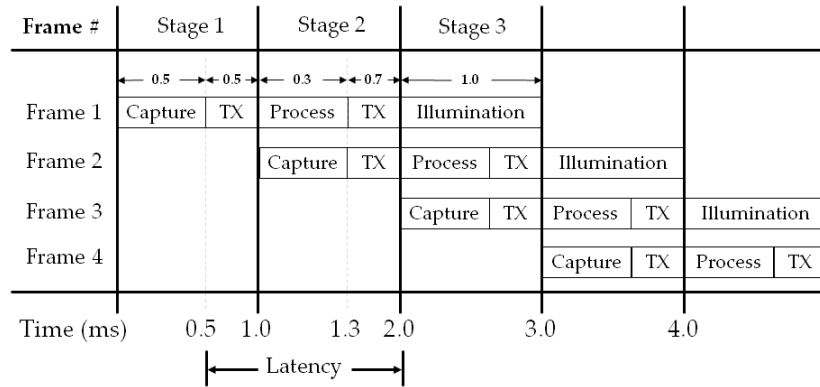 Frame # Stage 1 Stage 2 Stage 3
0.5 0.5 0.3 0.7 1.0
Frame 1 Capture TX Process TX Illumination
Frame 2 Capture TX Process TX Illumination
Frame 3 Capture TX Process TX Illumination
Frame 4 Capture TX Process TX
Time (ms) 0.5 1.0 1.3 2.0 3.0 4.0
Latency